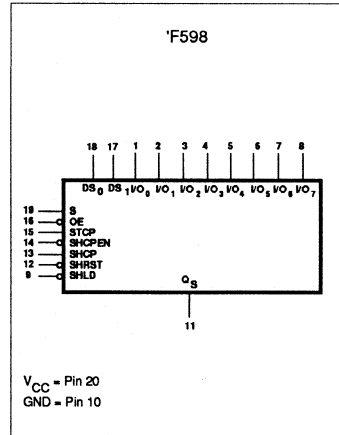 'F598
18 17 1 2 3 4 5 6 7 8
DS0 DS1 I/O0 I/O1 I/O2 I/O3 I/O4 I/O5 I/O6 I/O7
19 S
16 OE
15 STCP
14 SHCPEN
13 SHCP
12 SHRST
9 SHLD
QS
11
VCC = Pin 20
GND = Pin 10